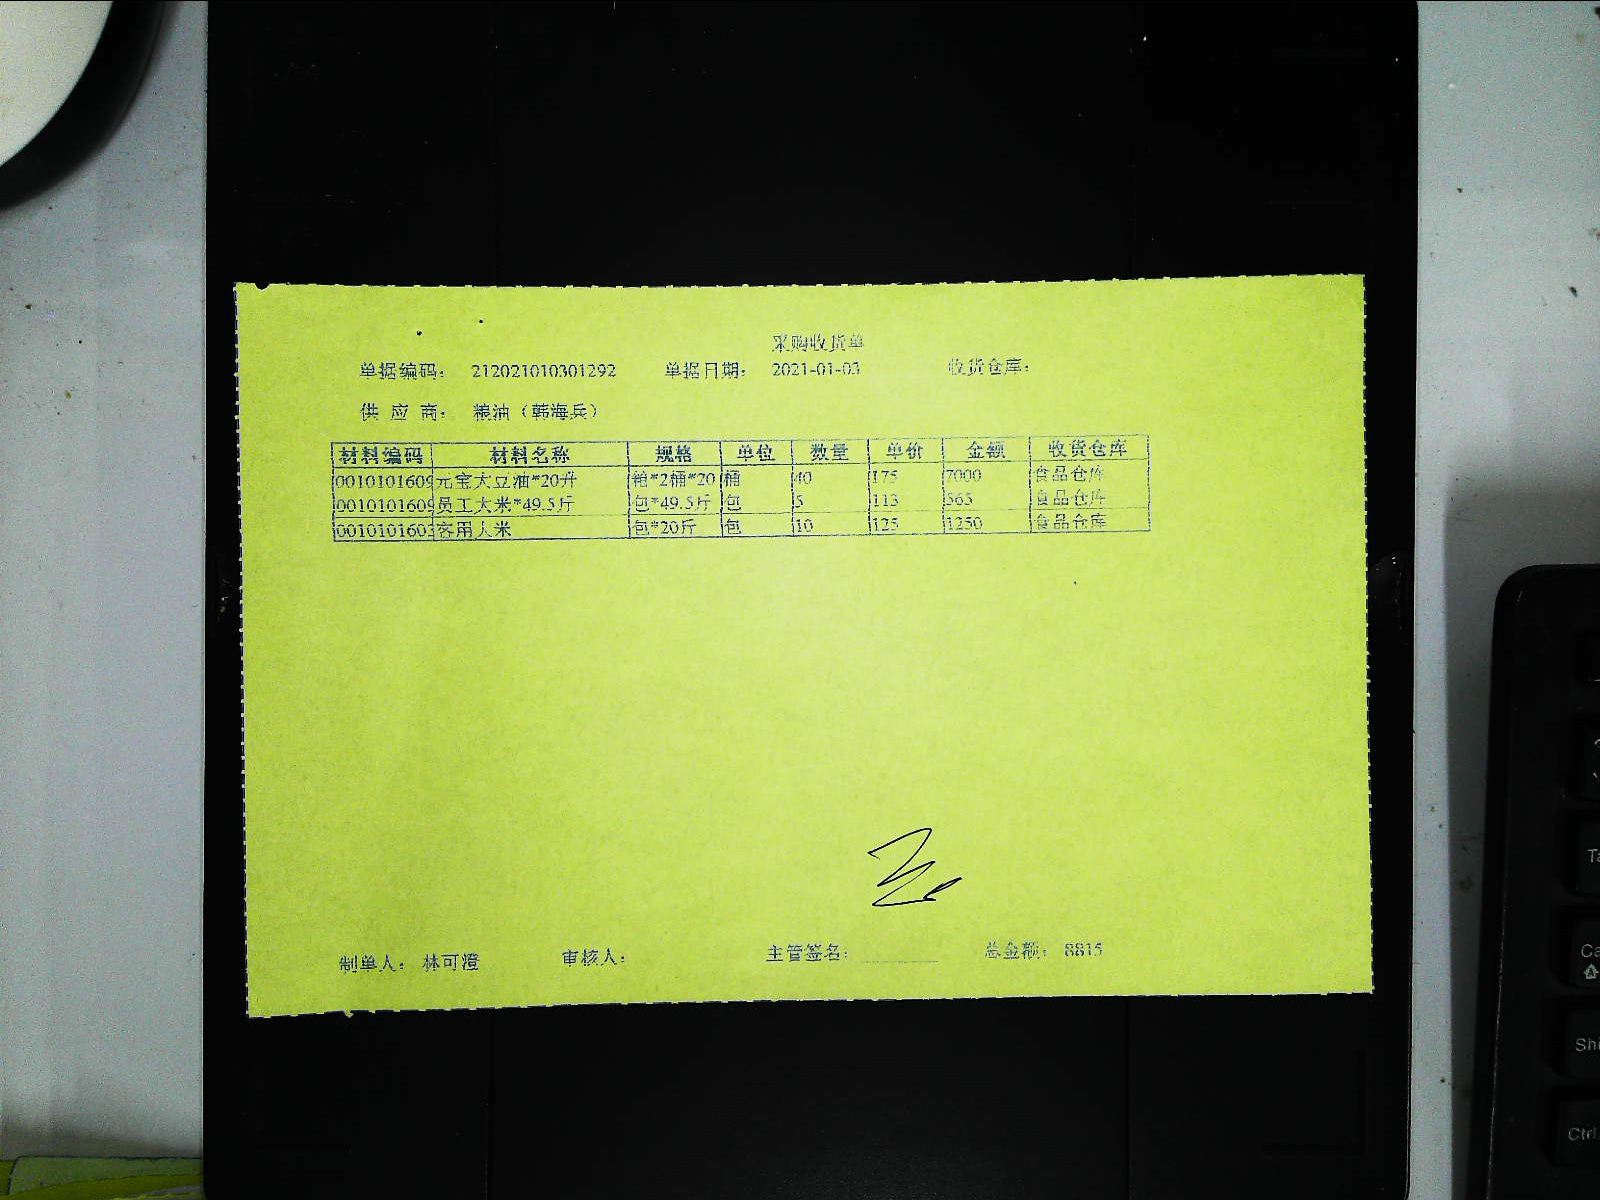 采购收货单
单据编码: 212021010301292 单据日期: 2021-01-03 收货仓库:
供 应 商: 粮油(韩海兵)
材料编码 材料名称 规格 单位 数量 单价 金额 收货仓库
0010101609 元宝大豆油*20升 箱*2桶*20 桶 40 175 7000 食品仓库
0010101609 员工大米*49.5斤 包*49.5斤 包 5 113 565 食品仓库
001010160 客用大米 包*20斤 包 10 125 1250 食品仓库
制单人: 林可澄 审核人: 主管签名: 总金额: 8815
Shi
Ctrl